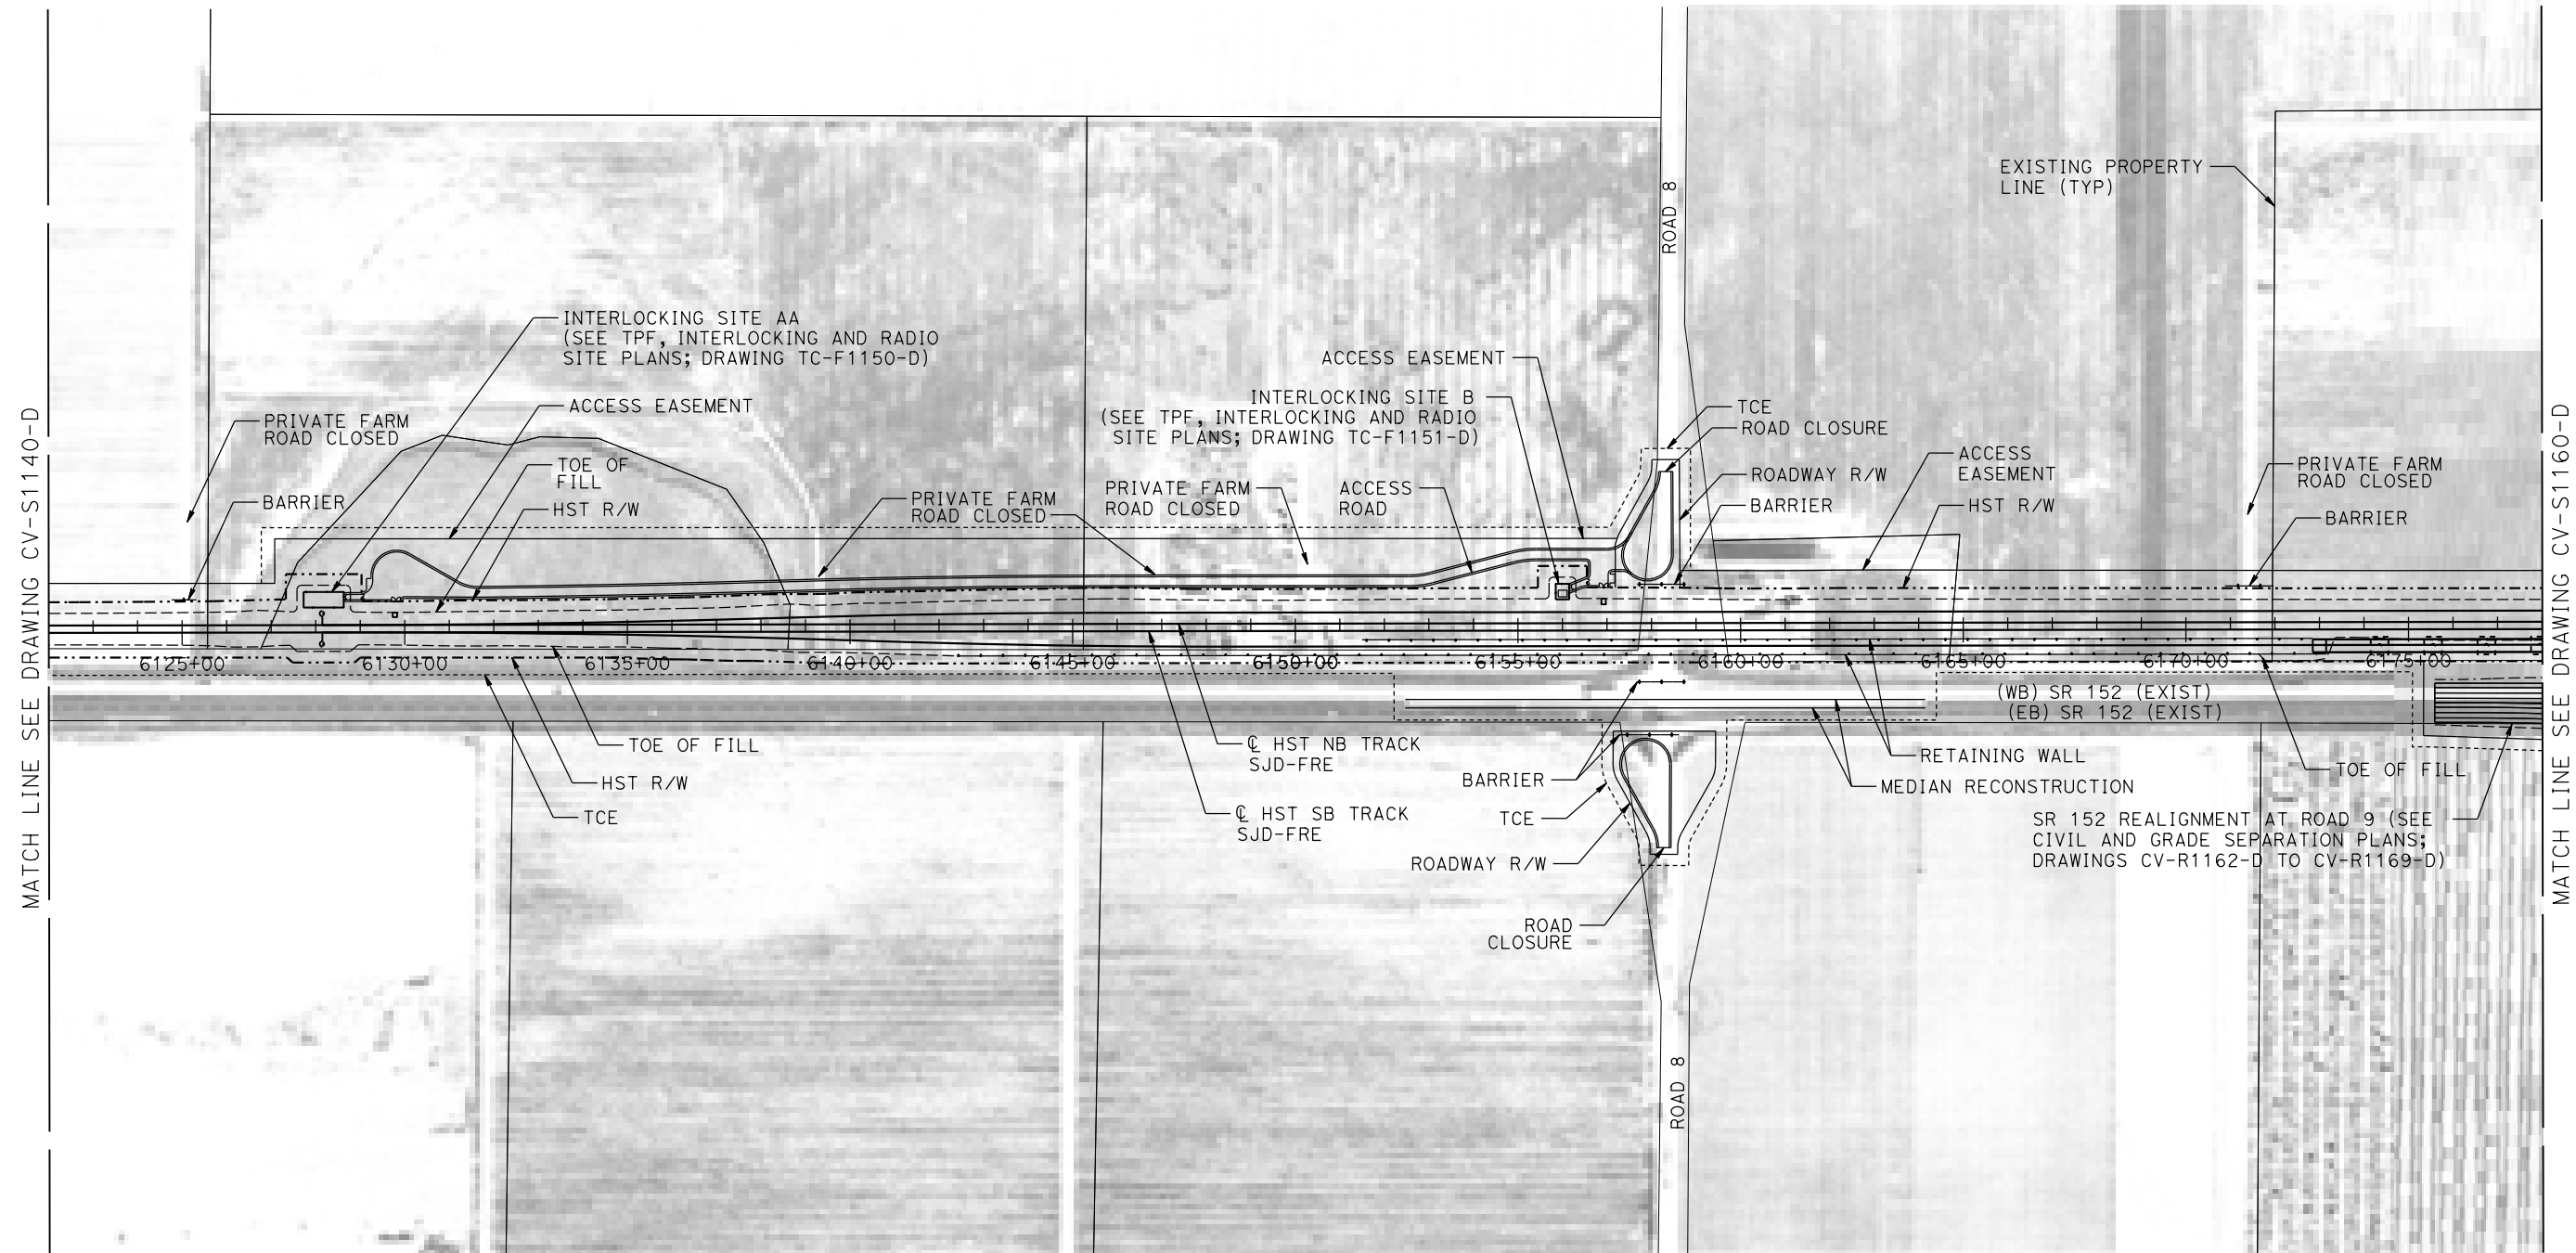 MATCH LINE SEE DRAWING CV-S1140-D
EXISTING PROPERTY
LINE (TYP)
ROAD 8
INTERLOCKING SITE AA
(SEE TPF, INTERLOCKING AND RADIO
SITE PLANS; DRAWING TC-F1150-D)
ACCESS EASEMENT
PRIVATE FARM
ROAD CLOSED
TOE OF
FILL
BARRIER
HST R/W
PRIVATE FARM
ROAD CLOSED
PRIVATE FARM
ROAD CLOSED
ACCESS
ROAD
ACCESS EASEMENT
INTERLOCKING SITE B
(SEE TPF, INTERLOCKING AND RADIO
SITE PLANS; DRAWING TC-F1151-D)
TCE
ROAD CLOSURE
ROADWAY R/W
BARRIER
ACCESS
EASEMENT
HST R/W
PRIVATE FARM
ROAD CLOSED
BARRIER
6125+00
6130+00
6135+00
6140+00
6145+00
6150+00
6155+00
6160+00
6165+00
6170+00
6175+00
(WB) SR 152 (EXIST)
(EB) SR 152 (EXIST)
TOE OF FILL
HST R/W
TCE
℄ HST NB TRACK
SJD-FRE
℄ HST SB TRACK
SJD-FRE
BARRIER
TCE
ROADWAY R/W
ROAD
CLOSURE
RETAINING WALL
MEDIAN RECONSTRUCTION
TOE OF FILL
SR 152 REALIGNMENT AT ROAD 9 (SEE
CIVIL AND GRADE SEPARATION PLANS;
DRAWINGS CV-R1162-D TO CV-R1169-D)
ROAD 8
MATCH LINE SEE DRAWING CV-S1160-D